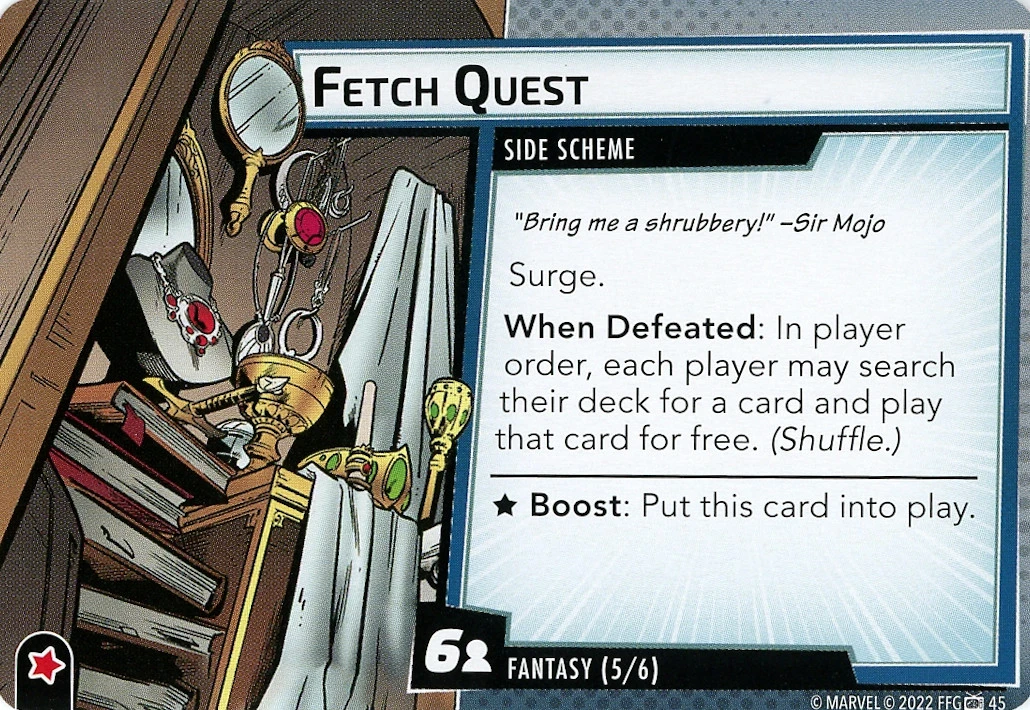 FETCH QUEST
SIDE SCHEME
"Bring me a shrubbery!" –Sir Mojo
Surge.
When Defeated: In player
order, each player may search
their deck for a card and play
that card for free. (Shuffle.)
★ Boost: Put this card into play.
6
FANTASY (5/6)
© MARVEL © 2022 FFG 45